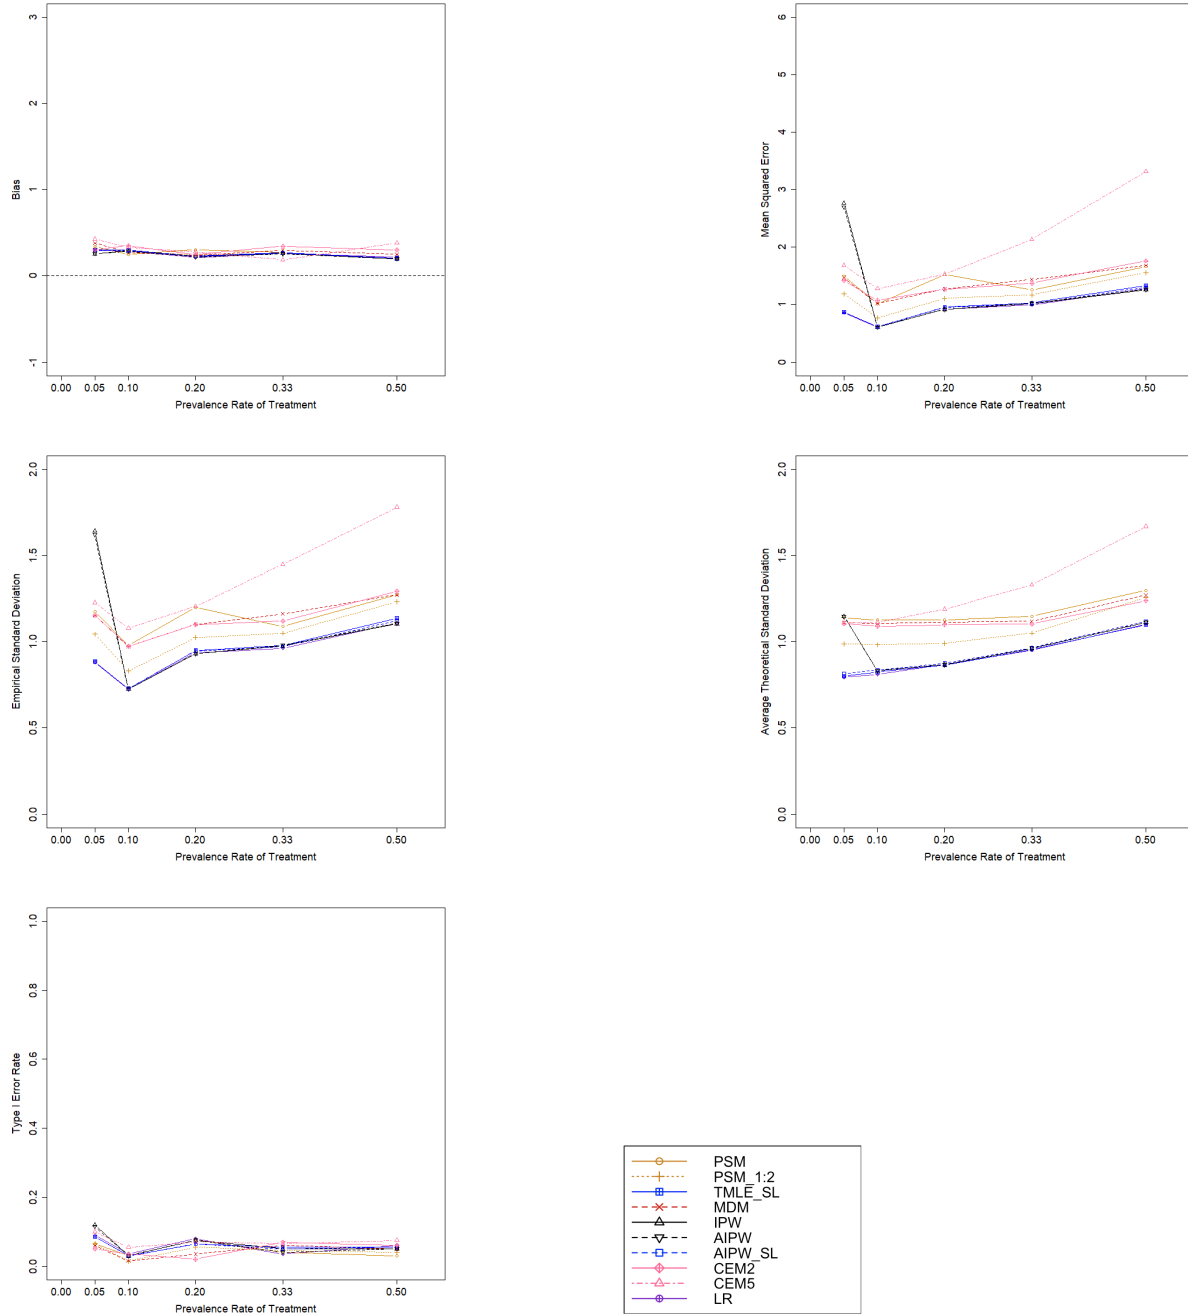 3
2
1
0
-1
Bias
0.00 0.05 0.10 0.20 0.33 0.50
Prevalence Rate of Treatment
6
5
4
3
2
1
0
Mean Squared Error
0.00 0.05 0.10 0.20 0.33 0.50
Prevalence Rate of Treatment
2.0
1.5
1.0
0.5
0.0
Empirical Standard Deviation
0.00 0.05 0.10 0.20 0.33 0.50
Prevalence Rate of Treatment
2.0
1.5
1.0
0.5
0.0
Average Theoretical Standard Deviation
0.00 0.05 0.10 0.20 0.33 0.50
Prevalence Rate of Treatment
1.0
0.8
0.6
0.4
0.2
0.0
Type I Error Rate
0.00 0.05 0.10 0.20 0.33 0.50
Prevalence Rate of Treatment
PSM
PSM_1:2
TMLE_SL
MDM
IPW
AIPW
AIPW_SL
CEM2
CEM5
LR